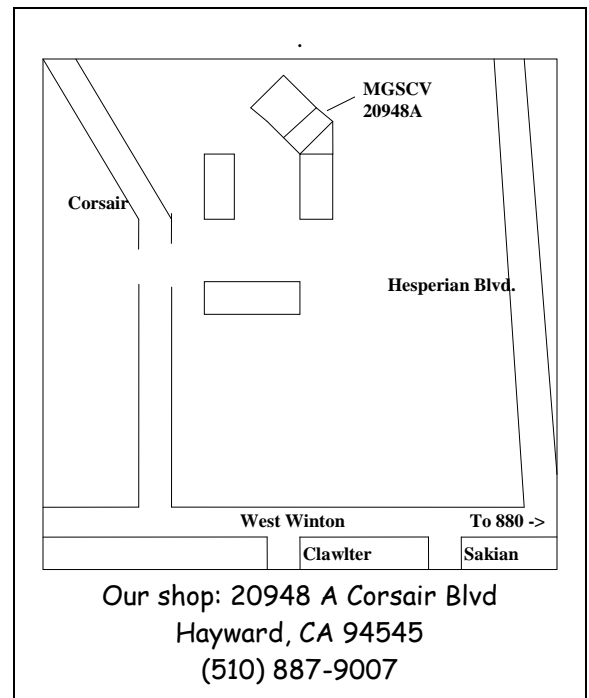 MGSCV
20948A
Corsair
Hesperian Blvd.
West Winton
To 880 ->
Clawlter
Sakian
Our shop: 20948 A Corsair Blvd
Hayward, CA 94545
(510) 887-9007